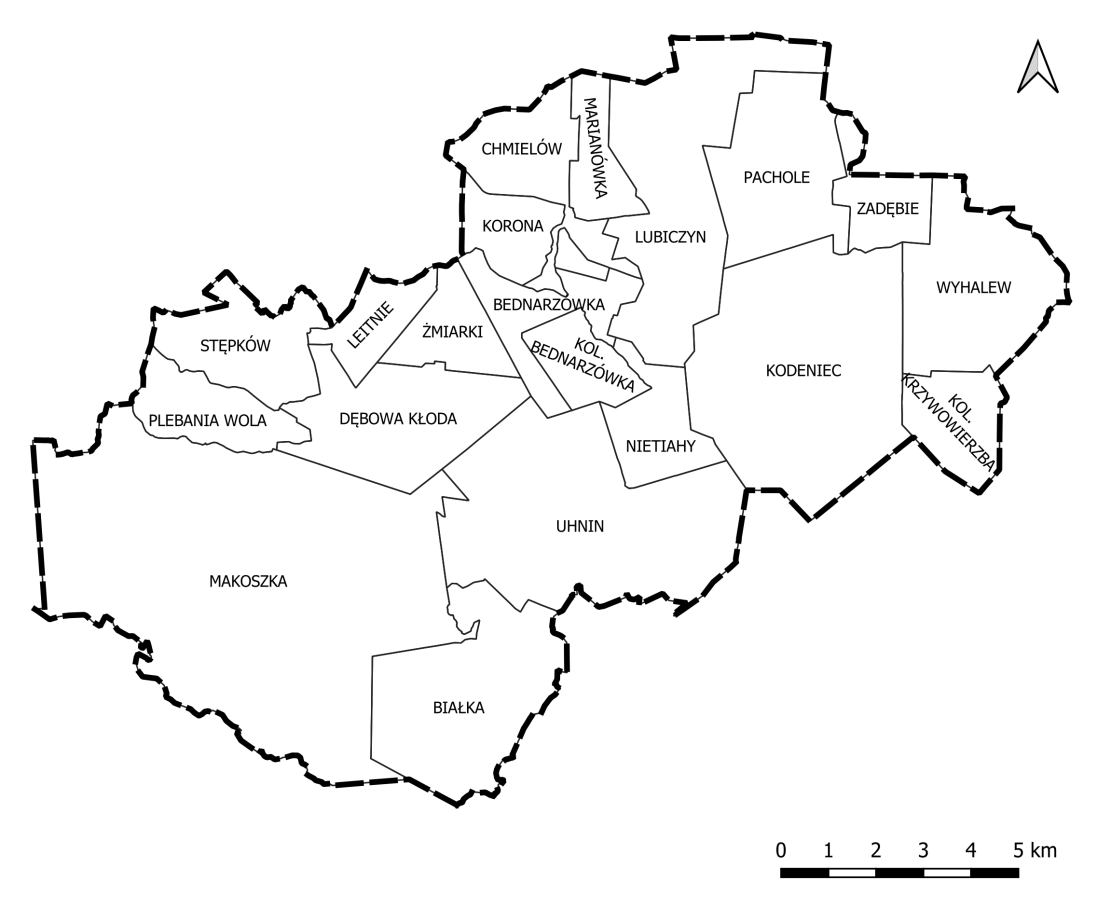 MARIANÓWKA
CHMIELÓW
PACHOLE
ZADĘBIE
KORONA
LUBICZYN
WYHALEW
BEDNARZÓWKA
LEITNIE
ŻMIARKI
STĘPKÓW
KOL.
BEDNARZÓWKA
KODENIEC
KOL.
KRZYWOWIERZBA
PLEBANIA WOLA
DĘBOWA KŁODA
NIETIAHY
UHNIN
MAKOSZKA
BIAŁKA
0 1 2 3 4 5 km